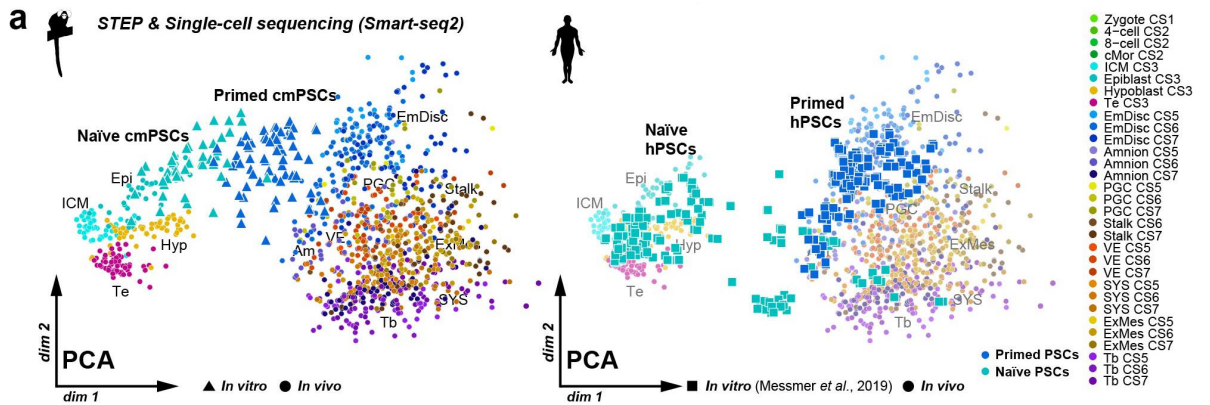 a
STEP & Single-cell sequencing (Smart-seq2)
Primed cmPSCs
Naïve cmPSCs
EmDisc
Epi
PGC
Stalk
ICM
Hyp
Am
VE
ExMes
Te
SYS
Tb
dim 2
PCA
dim 1
In vitro
In vivo
Primed
hPSCs
Naïve
hPSCs
EmDisc
Epi
Stalk
ICM
PGC
Hyp
ExMes
Te
VE
SYS
Tb
dim 2
PCA
dim 1
Primed PSCs
Naïve PSCs
In vitro (Messmer et al., 2019)
In vivo
Zygote CS1
4-cell CS2
8-cell CS2
cMor CS2
ICM CS3
Epiblast CS3
Hypoblast CS3
Te CS3
EmDisc CS5
EmDisc CS6
EmDisc CS7
Amnion CS5
Amnion CS6
Amnion CS7
PGC CS5
PGC CS6
PGC CS7
Stalk CS6
Stalk CS7
VE CS5
VE CS6
VE CS7
SYS CS5
SYS CS6
SYS CS7
ExMes CS5
ExMes CS6
ExMes CS7
Tb CS5
Tb CS6
Tb CS7